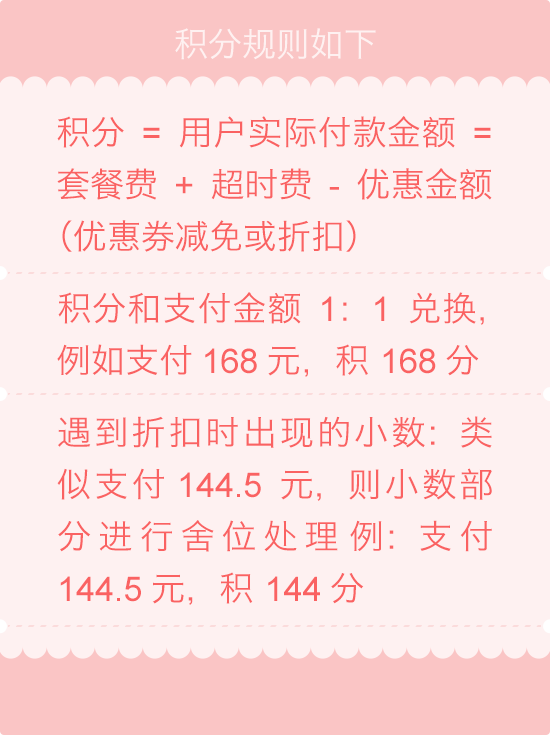 积分规则如下
积分 = 用户实际付款金额 =
套餐费 + 超时费 - 优惠金额
（优惠券减免或折扣）
积分和支付金额 1：1 兑换,
例如支付 168 元，积 168 分
遇到折扣时出现的小数：类
似支付 144.5 元，则小数部
分进行舍位处理例：支付
144.5 元，积 144 分